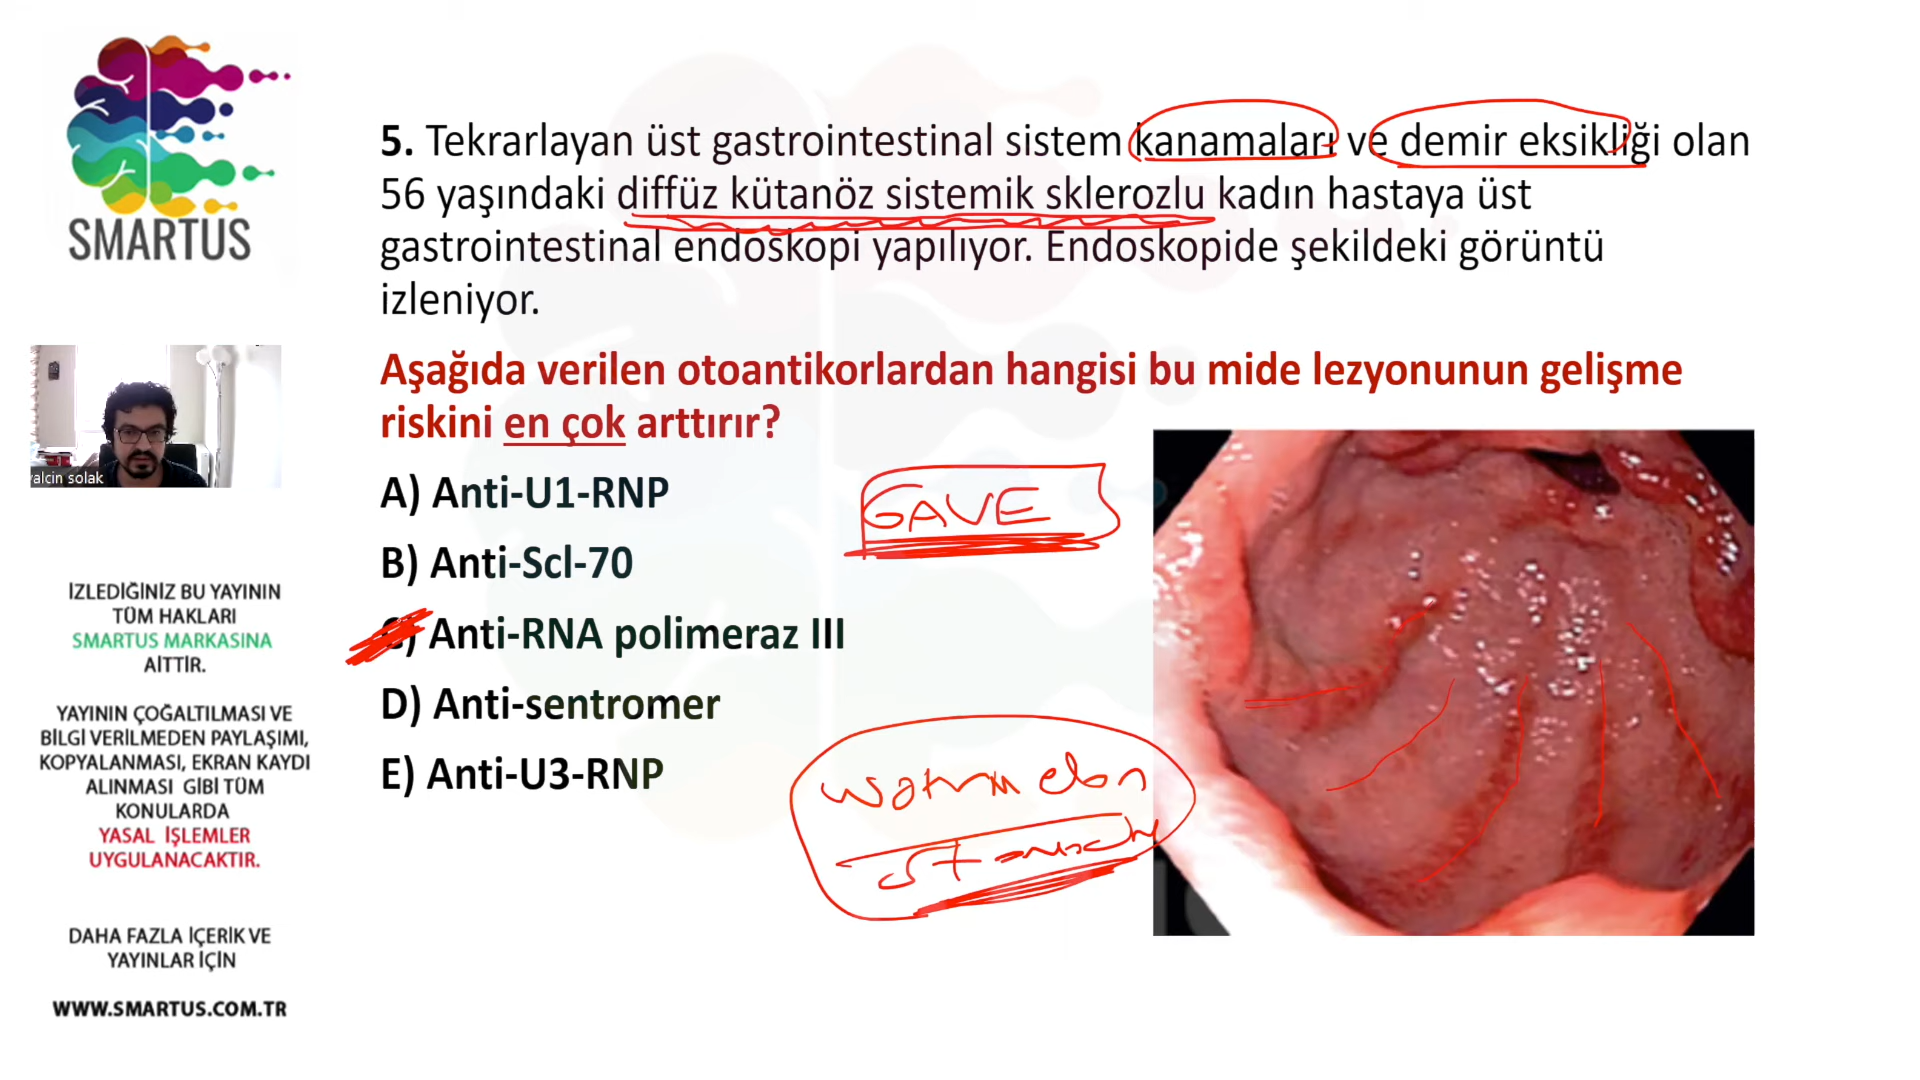 SMARTUS
5. Tekrarlayan üst gastrointestinal sistem kanamaları ve demir eksikliği olan
56 yaşındaki diffüz kütanöz sistemik sklerozlu kadın hastaya üst
gastrointestinal endoskopi yapılıyor. Endoskopide şekildeki görüntü
izleniyor.
Aşağıda verilen otoantikorlardan hangisi bu mide lezyonunun gelişme
riskini en çok arttırır?
A) Anti-U1-RNP
B) Anti-Scl-70
C) Anti-RNA polimeraz III
D) Anti-sentromer
E) Anti-U3-RNP
GAVE
yalcin solak
İZLEDİĞİNİZ BU YAYININ
TÜM HAKLARI
SMARTUS MARKASINA
AİTTİR.
YAYININ ÇOĞALTILMASI VE
BİLGİ VERİLMEDEN PAYLAŞIMI,
KOPYALANMASI, EKRAN KAYDI
ALINMASI GİBİ TÜM
KONULARDA
YASAL İŞLEMLER
UYGULANACAKTIR.
DAHA FAZLA İÇERİK VE
YAYINLAR İÇİN
WWW.SMARTUS.COM.TR